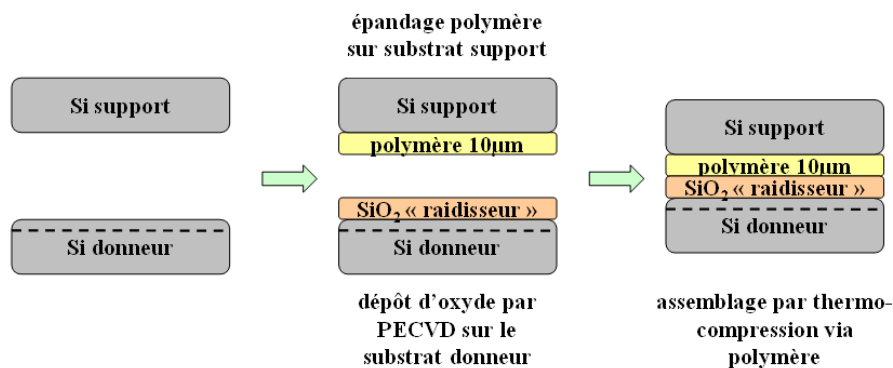 épandage polymère
sur substrat support
Si support
Si donneur
Si support
polymère 10µm
SiO₂ « raidisseur »
Si donneur
Si support
polymère 10µm
SiO₂ « raidisseur »
Si donneur
dépôt d’oxyde par
PECVD sur le
substrat donneur
assemblage par thermo-
compression via
polymère